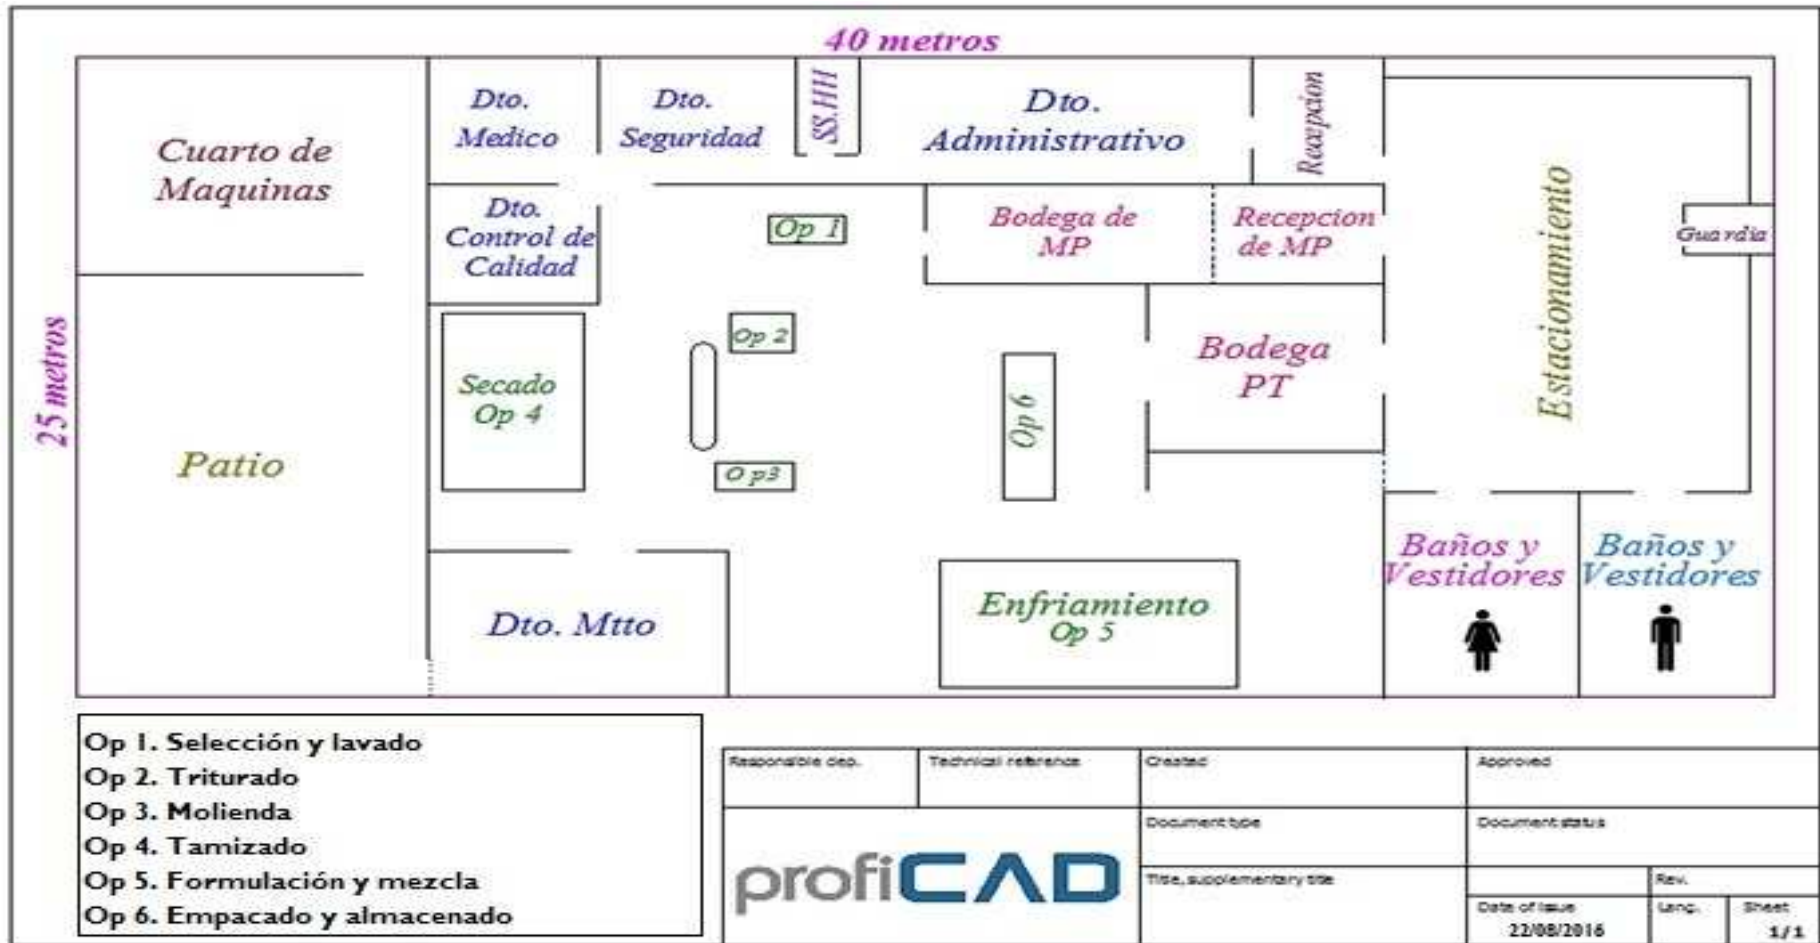 40 metros
25 metros
Cuarto de
Maquinas
Dto.
Medico
Dto.
Seguridad
SS.HH
Dto.
Administrativo
Recepcion
Dto.
Control de
Calidad
Op 1
Bodega de
MP
Recepcion
de MP
Estacionamiento
Guardia
Patio
Secado
Op 4
Op 2
Op3
Op 6
Bodega
PT
Dto. Mtto
Enfriamiento
Op 5
Baños y
Vestidores
Baños y
Vestidores
Op 1. Selección y lavado
Op 2. Triturado
Op 3. Molienda
Op 4. Tamizado
Op 5. Formulación y mezcla
Op 6. Empacado y almacenado
Responsible dep.
Technical reference
Created
Approved
profiCAD
Document type
Document status
Title, supplementary title
Rev.
Date of issue
22/08/2016
Lang.
Sheet
1/1